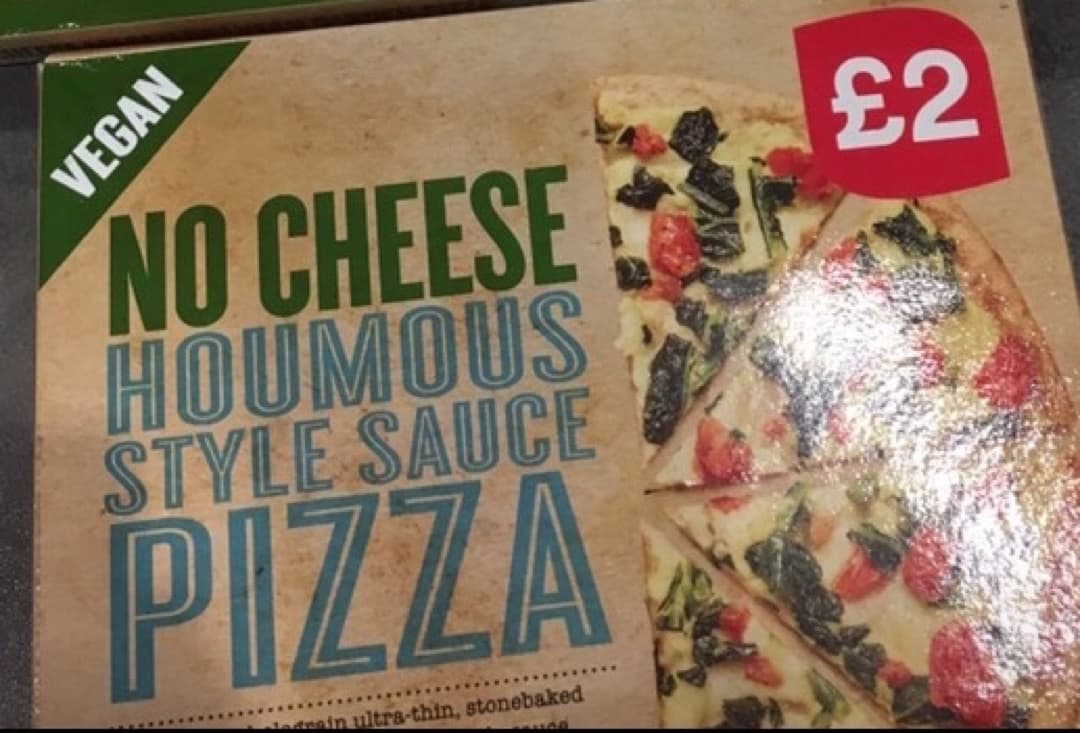 VEGAN
£2
NO CHEESE
HOUMOUS
STYLE SAUCE
PIZZA
ultra-thin, stonebaked